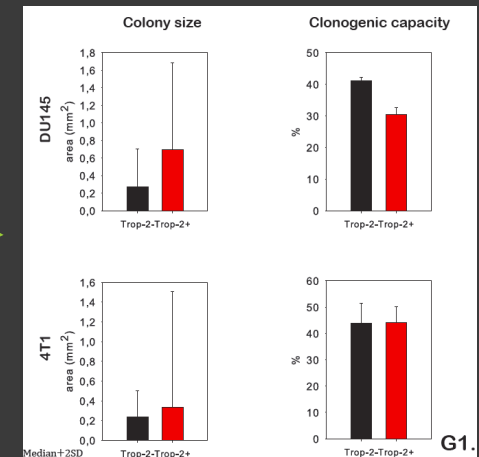 Colony size
Clonogenic capacity
DU145
area (mm2)
1,8
1,6
1,4
1,2
1,0
0,8
0,6
0,4
0,2
0,0
Trop-2-Trop-2+
%
50
40
30
20
10
0
Trop-2-Trop-2+
4T1
area (mm2)
1,6
1,4
1,2
1,0
0,8
0,6
0,4
0,2
0,0
Trop-2-Trop-2+
%
60
50
40
30
20
10
0
Trop-2-Trop-2+
G1.
Median+2SD